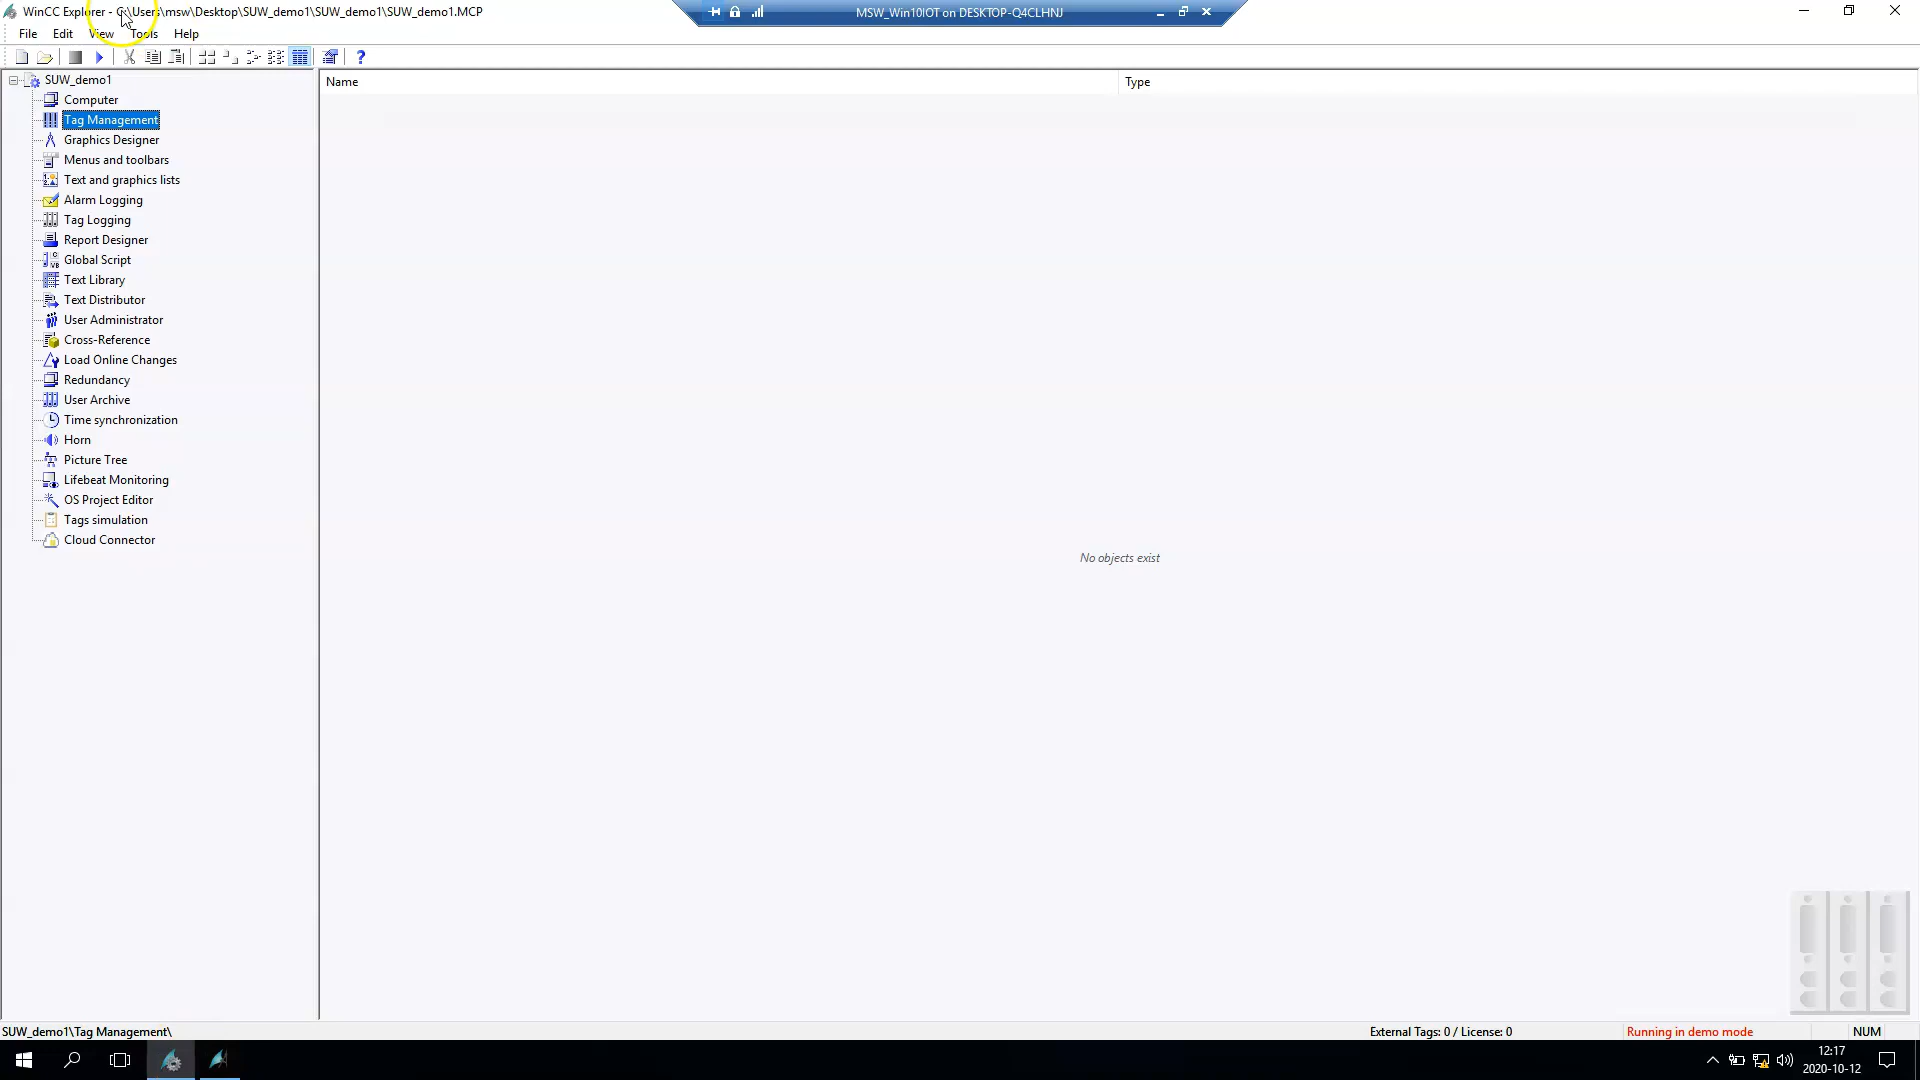 WinCC Explorer - C:\Users\msw\Desktop\SUW_demo1\SUW_demo1\SUW_demo1.MCP
MSW_Win10IOT on DESKTOP-Q4CLHNJ
File Edit View Tools Help
SUW_demo1
Computer
Tag Management
Graphics Designer
Menus and toolbars
Text and graphics lists
Alarm Logging
Tag Logging
Report Designer
Global Script
Text Library
Text Distributor
User Administrator
Cross-Reference
Load Online Changes
Redundancy
User Archive
Time synchronization
Horn
Picture Tree
Lifebeat Monitoring
OS Project Editor
Tags simulation
Cloud Connector
Name Type
No objects exist
SUW_demo1\Tag Management\
External Tags: 0 / License: 0
Running in demo mode
NUM
12:17
2020-10-12